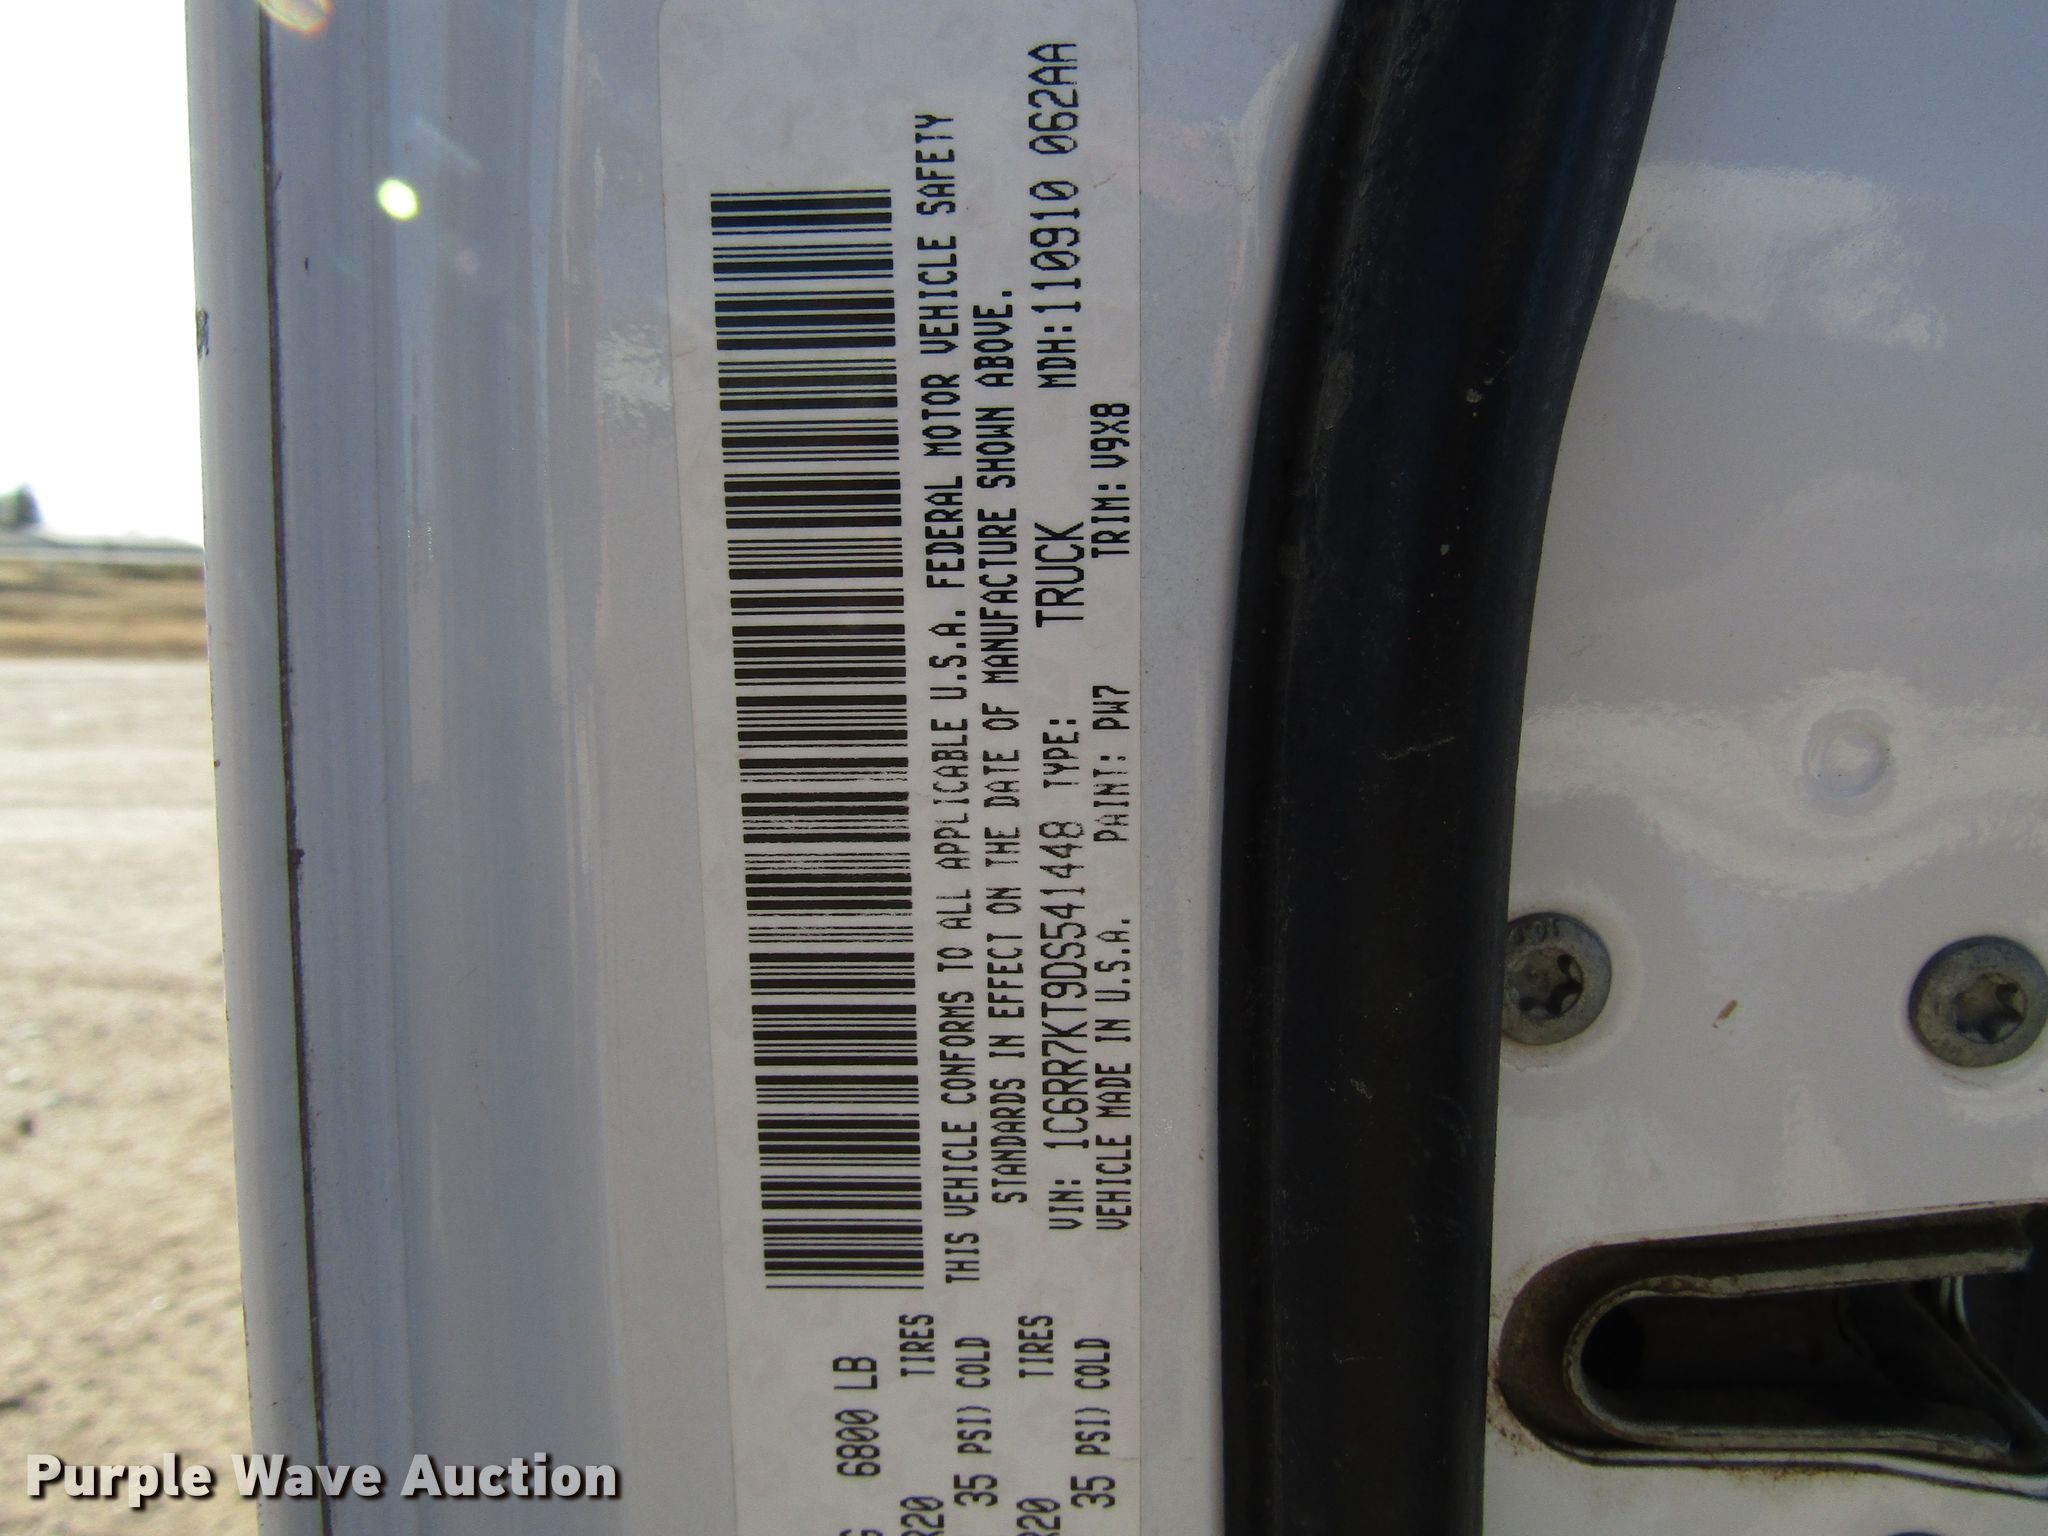 6800 LB
TIRES
R20
35 PSI) COLD
TIRES
R20
35 PSI) COLD
THIS VEHICLE CONFORMS TO ALL APPLICABLE U.S.A. FEDERAL MOTOR VEHICLE SAFETY
STANDARDS IN EFFECT ON THE DATE OF MANUFACTURE SHOWN ABOVE.
VIN: 1C6RR7KT9DS541448 TYPE: TRUCK MDH:110910 062AA
VEHICLE MADE IN U.S.A. PAINT: PW7 TRIM: V9X8
Purple Wave Auction